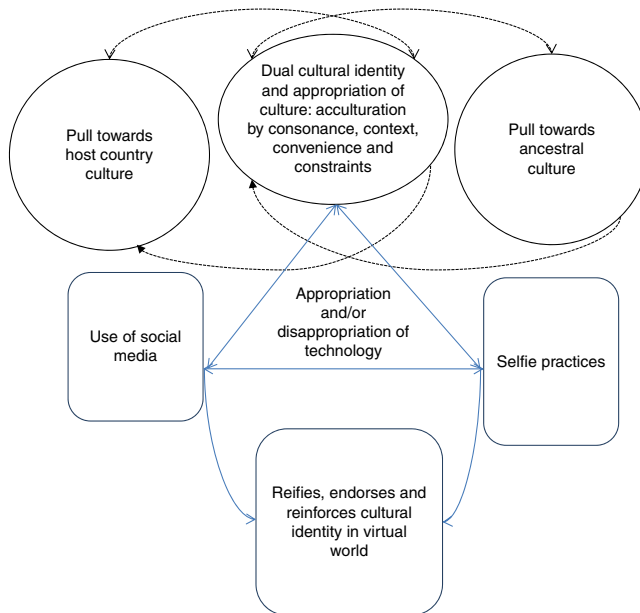 Dual cultural identity
and appropriation of
culture: acculturation
by consonance, context,
convenience and
constraints
Pull towards
host country
culture
Pull towards
ancestral
culture
Appropriation
and/or
disappropriation of
technology
Use of social
media
Selfie practices
Reifies, endorses and
reinforces cultural
identity in virtual
world